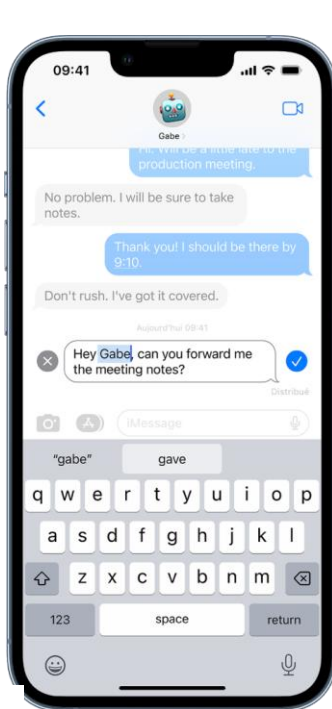 09:41
Gabe
Hi. Will be a little late to the
production meeting.
No problem. I will be sure to take
notes.
Thank you! I should be there by
9:10.
Don't rush. I've got it covered.
Aujourd'hui 09:41
Hey Gabe, can you forward me
the meeting notes?
Distribué
iMessage
"gabe" gave
q w e r t y u i o p
a s d f g h j k l
z x c v b n m
123 space return